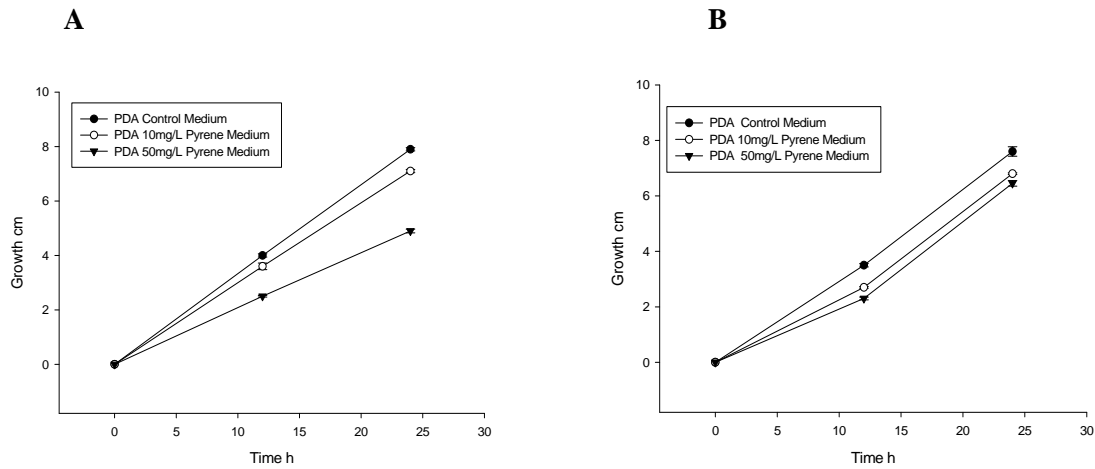 A
B
10
8
6
4
2
0
Growth cm
PDA Control Medium
PDA 10mg/L Pyrene Medium
PDA 50mg/L Pyrene Medium
0 5 10 15 20 25 30
Time h
10
8
6
4
2
0
Growth cm
PDA Control Medium
PDA 10mg/L Pyrene Medium
PDA 50mg/L Pyrene Medium
0 5 10 15 20 25 30
Time h